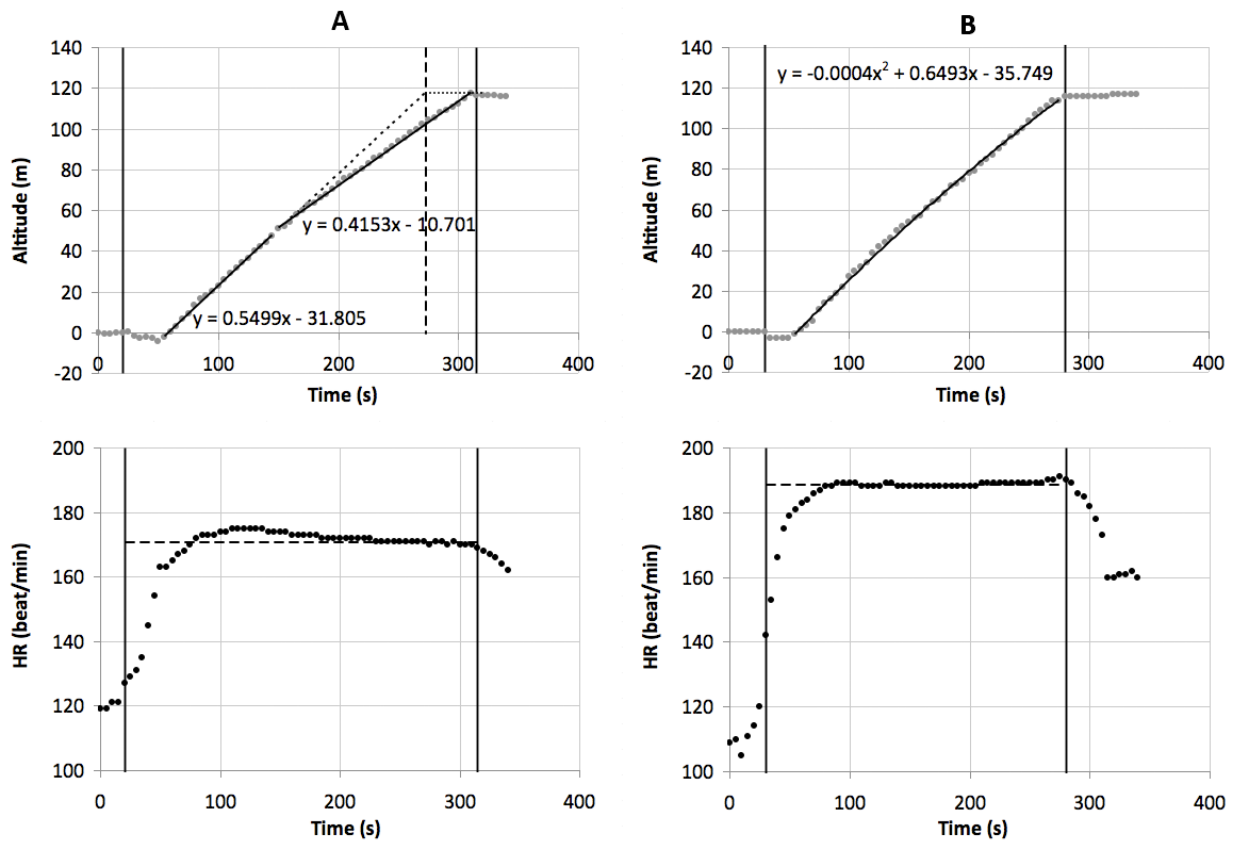 A
140
120
100
80
60
40
20
0
-20
Altitude (m)
y = 0.4153x - 10.701
y = 0.5499x - 31.805
0 100 200 300 400
Time (s)
B
140
120
100
80
60
40
20
0
-20
Altitude (m)
y = -0.0004x² + 0.6493x - 35.749
0 100 200 300 400
Time (s)
200
180
160
140
120
100
HR (beat/min)
0 100 200 300 400
Time (s)
200
180
160
140
120
100
HR (beat/min)
0 100 200 300 400
Time (s)